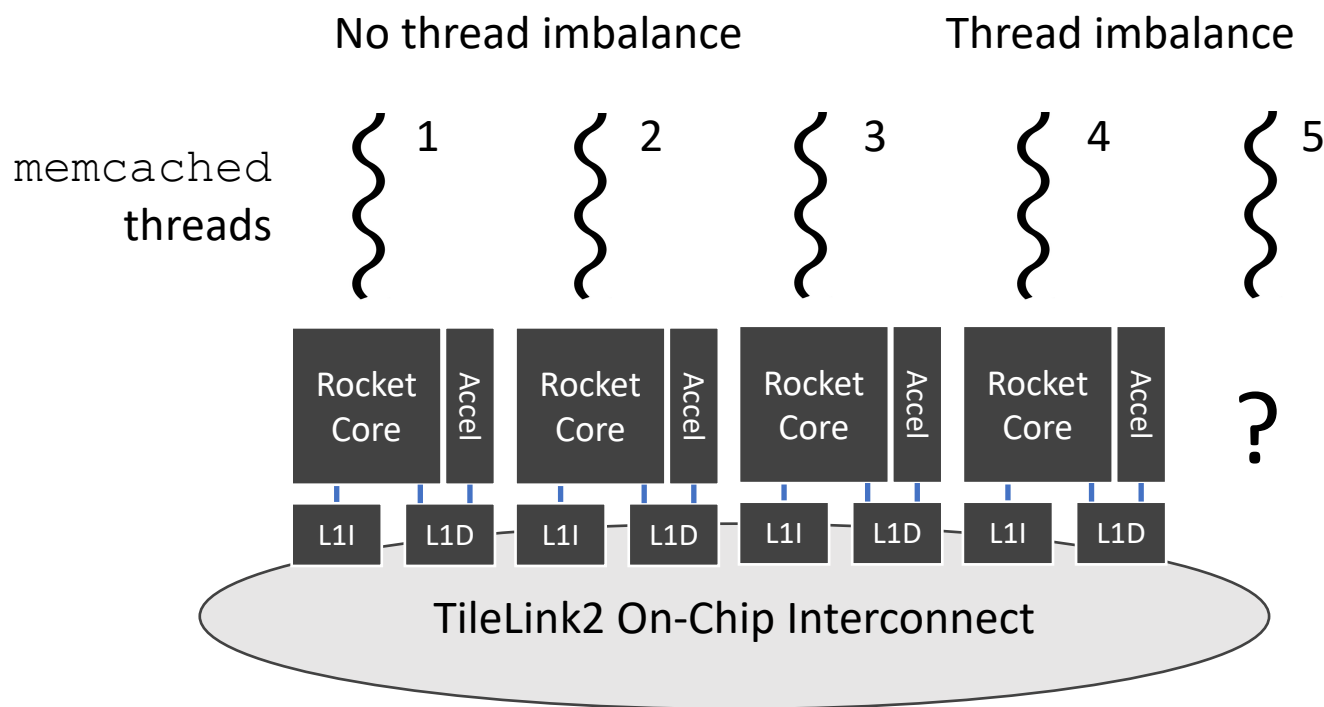 No thread imbalance
Thread imbalance
memcached
threads
1
2
3
4
5
Rocket
Core
Accel
Rocket
Core
Accel
Rocket
Core
Accel
Rocket
Core
Accel
?
L1I
L1D
L1I
L1D
L1I
L1D
L1I
L1D
TileLink2 On-Chip Interconnect